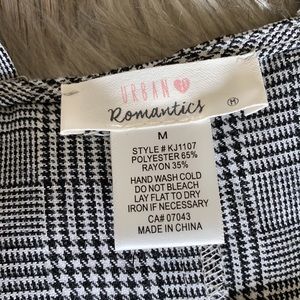 URBAN
Romantics
H
M
STYLE # KJ1107
POLYESTER 65%
RAYON 35%
HAND WASH COLD
DO NOT BLEACH
LAY FLAT TO DRY
IRON IF NECESSARY
CA# 07043
MADE IN CHINA